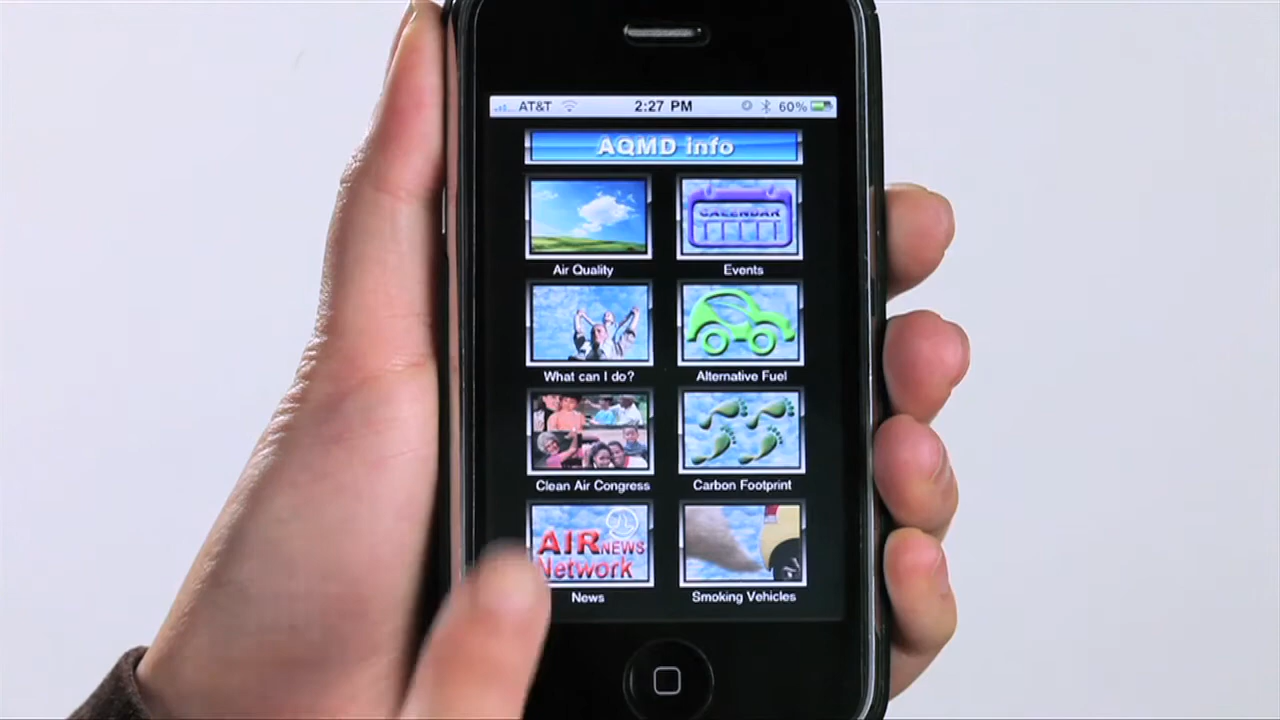 AT&T 2:27 PM 60%
AQMD info
CALENDAR
Air Quality Events
What can I do? Alternative Fuel
Clean Air Congress Carbon Footprint
AIR NEWS
Network
News Smoking Vehicles